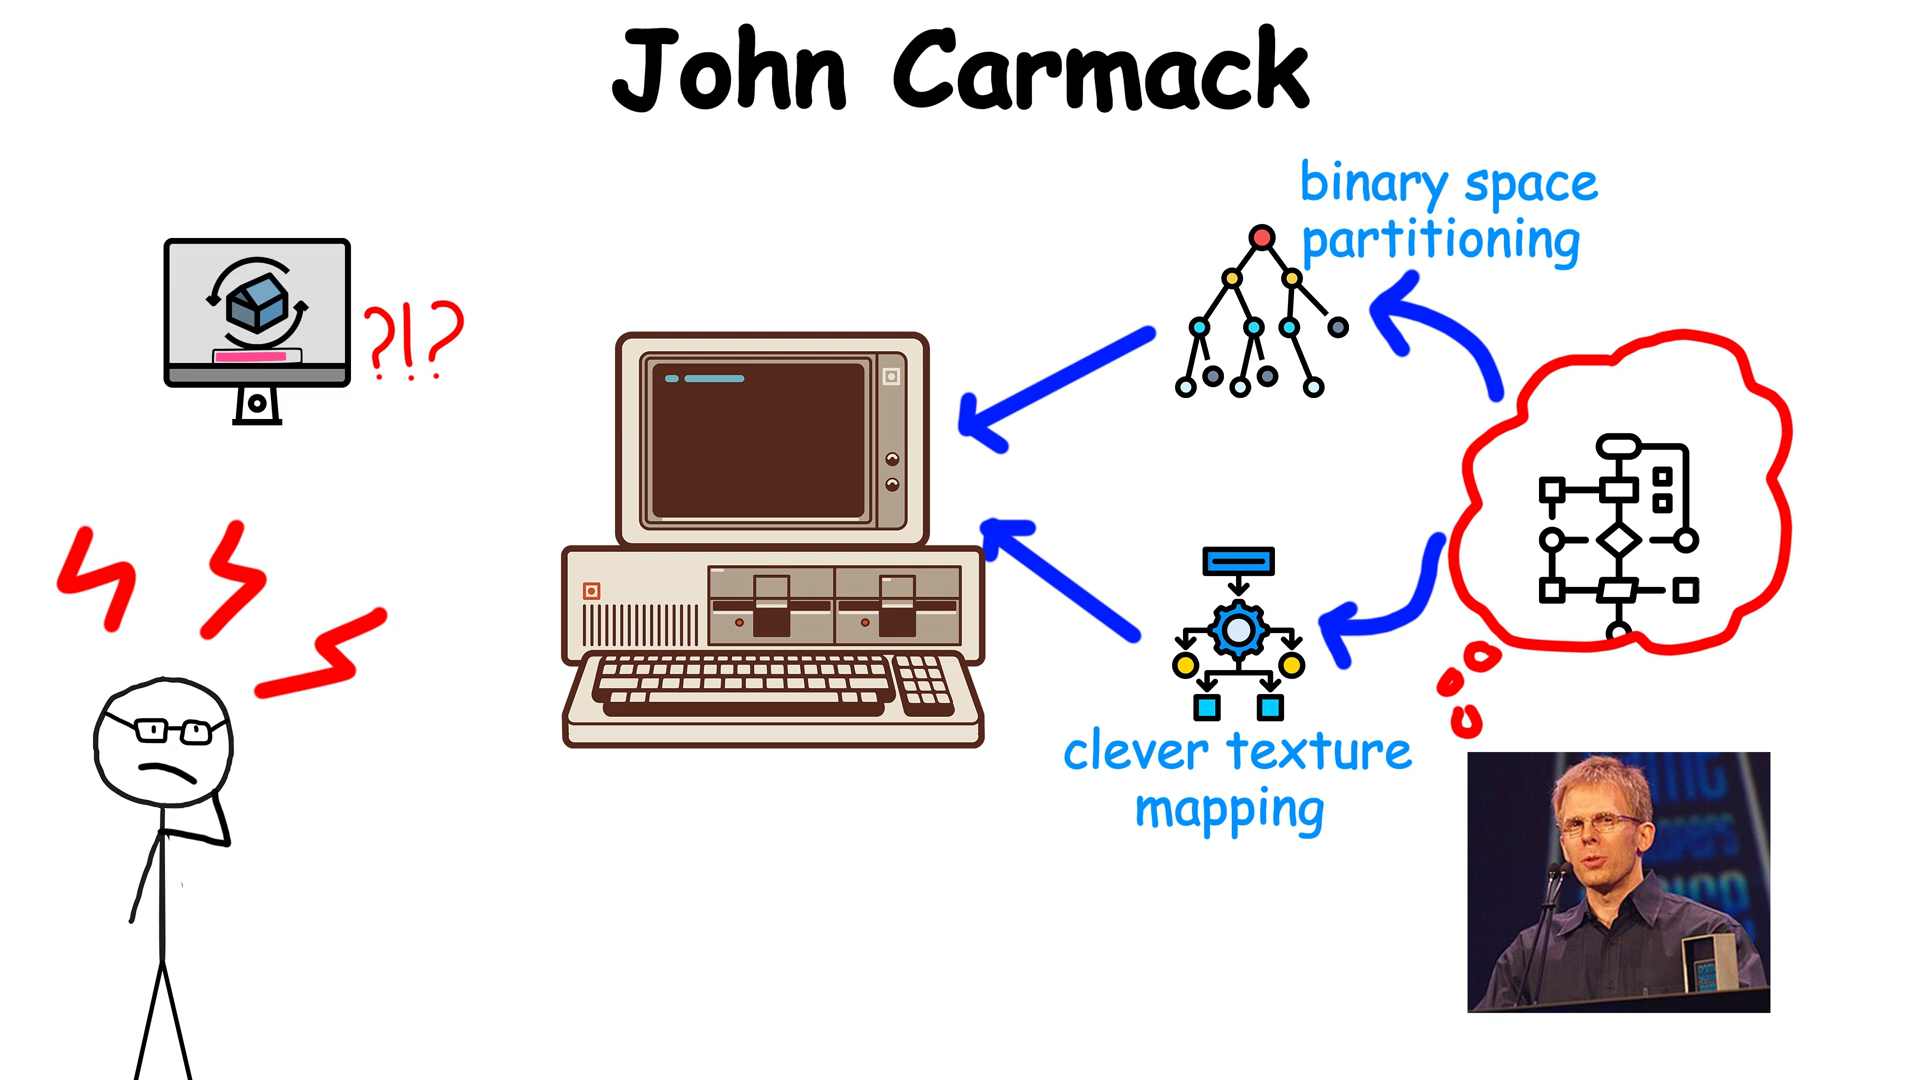 John Carmack
binary space
partitioning
?!?
clever texture
mapping